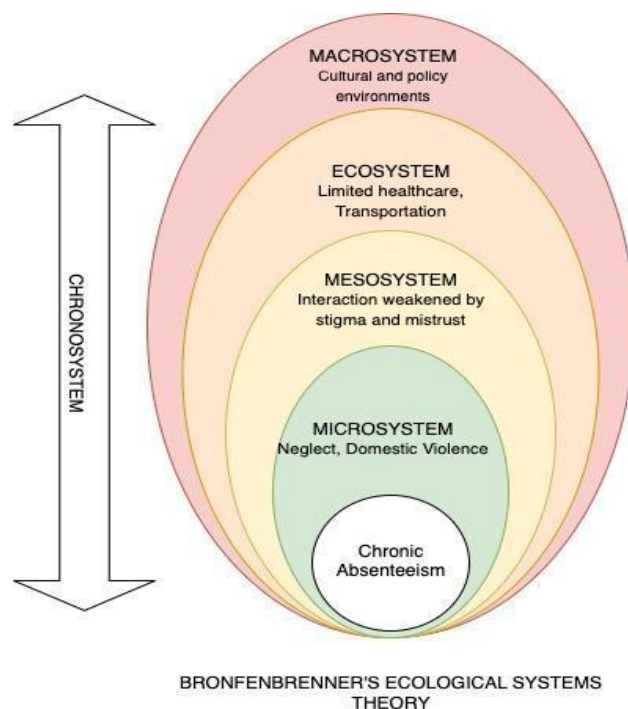 MACROSYSTEM
Cultural and policy
environments
ECOSYSTEM
Limited healthcare,
Transportation
MESOSYSTEM
Interaction weakened by
stigma and mistrust
MICROSYSTEM
Neglect, Domestic Violence
Chronic
Absenteeism
CHRONOSYSTEM
BRONFENBRENNER'S ECOLOGICAL SYSTEMS
THEORY